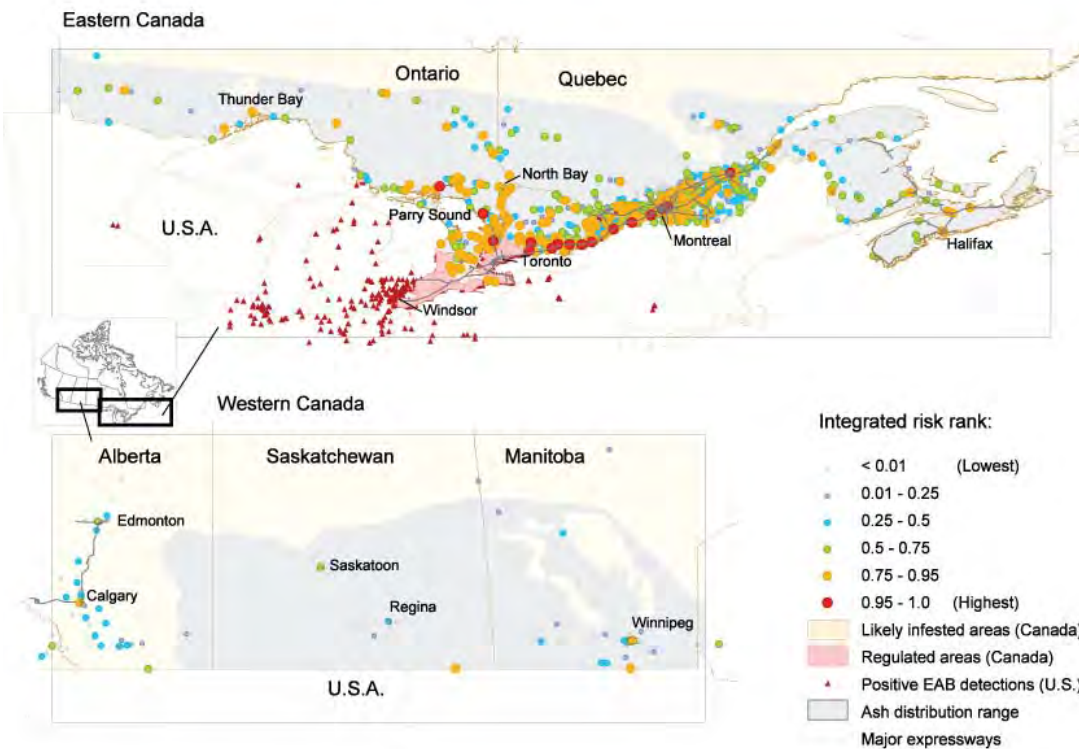 Eastern Canada
Ontario
Quebec
Thunder Bay
North Bay
Parry Sound
U.S.A.
Montreal
Halifax
Toronto
Windsor
Western Canada
Alberta
Saskatchewan
Manitoba
Edmonton
Saskatoon
Calgary
Regina
Winnipeg
U.S.A.
Integrated risk rank:
< 0.01 (Lowest)
0.01 - 0.25
0.25 - 0.5
0.5 - 0.75
0.75 - 0.95
0.95 - 1.0 (Highest)
Likely infested areas (Canada)
Regulated areas (Canada)
Positive EAB detections (U.S.)
Ash distribution range
Major expressways